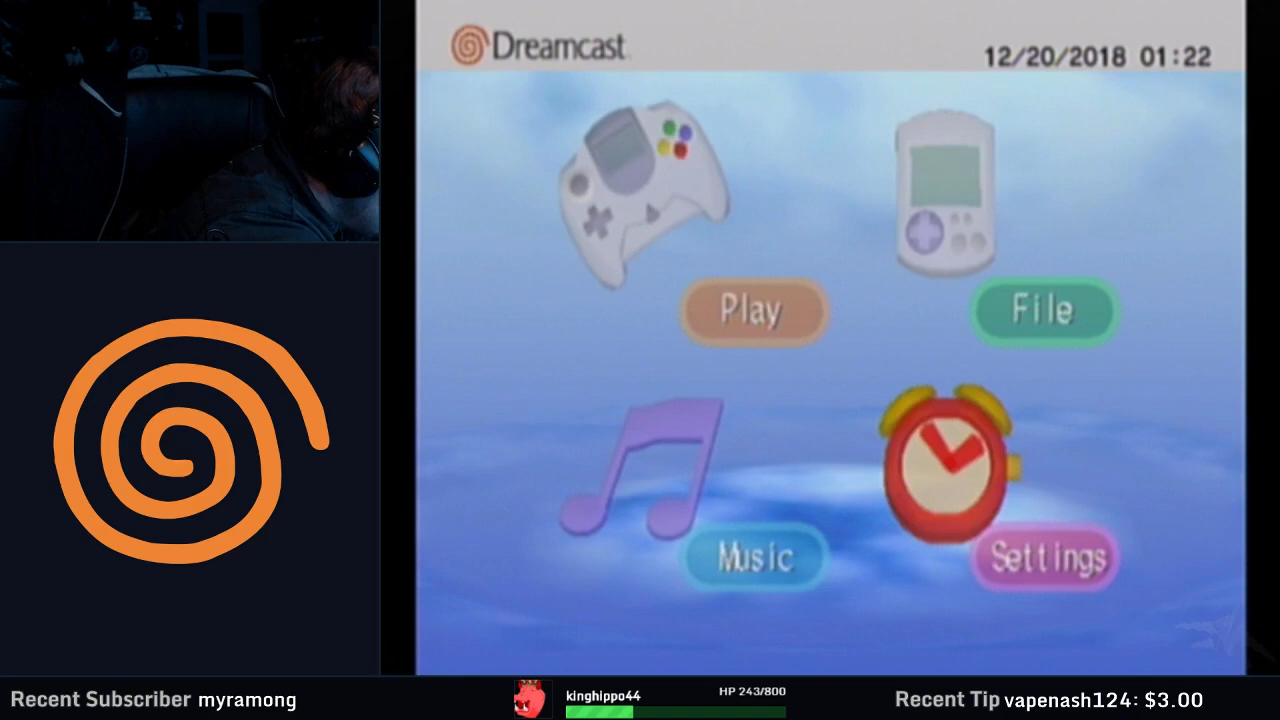 Dreamcast
12/20/2018 01:22
Play
File
Music
Settings
Recent Subscriber myramong
kinghippo44
HP 243/800
Recent Tip vapenash124: $3.00